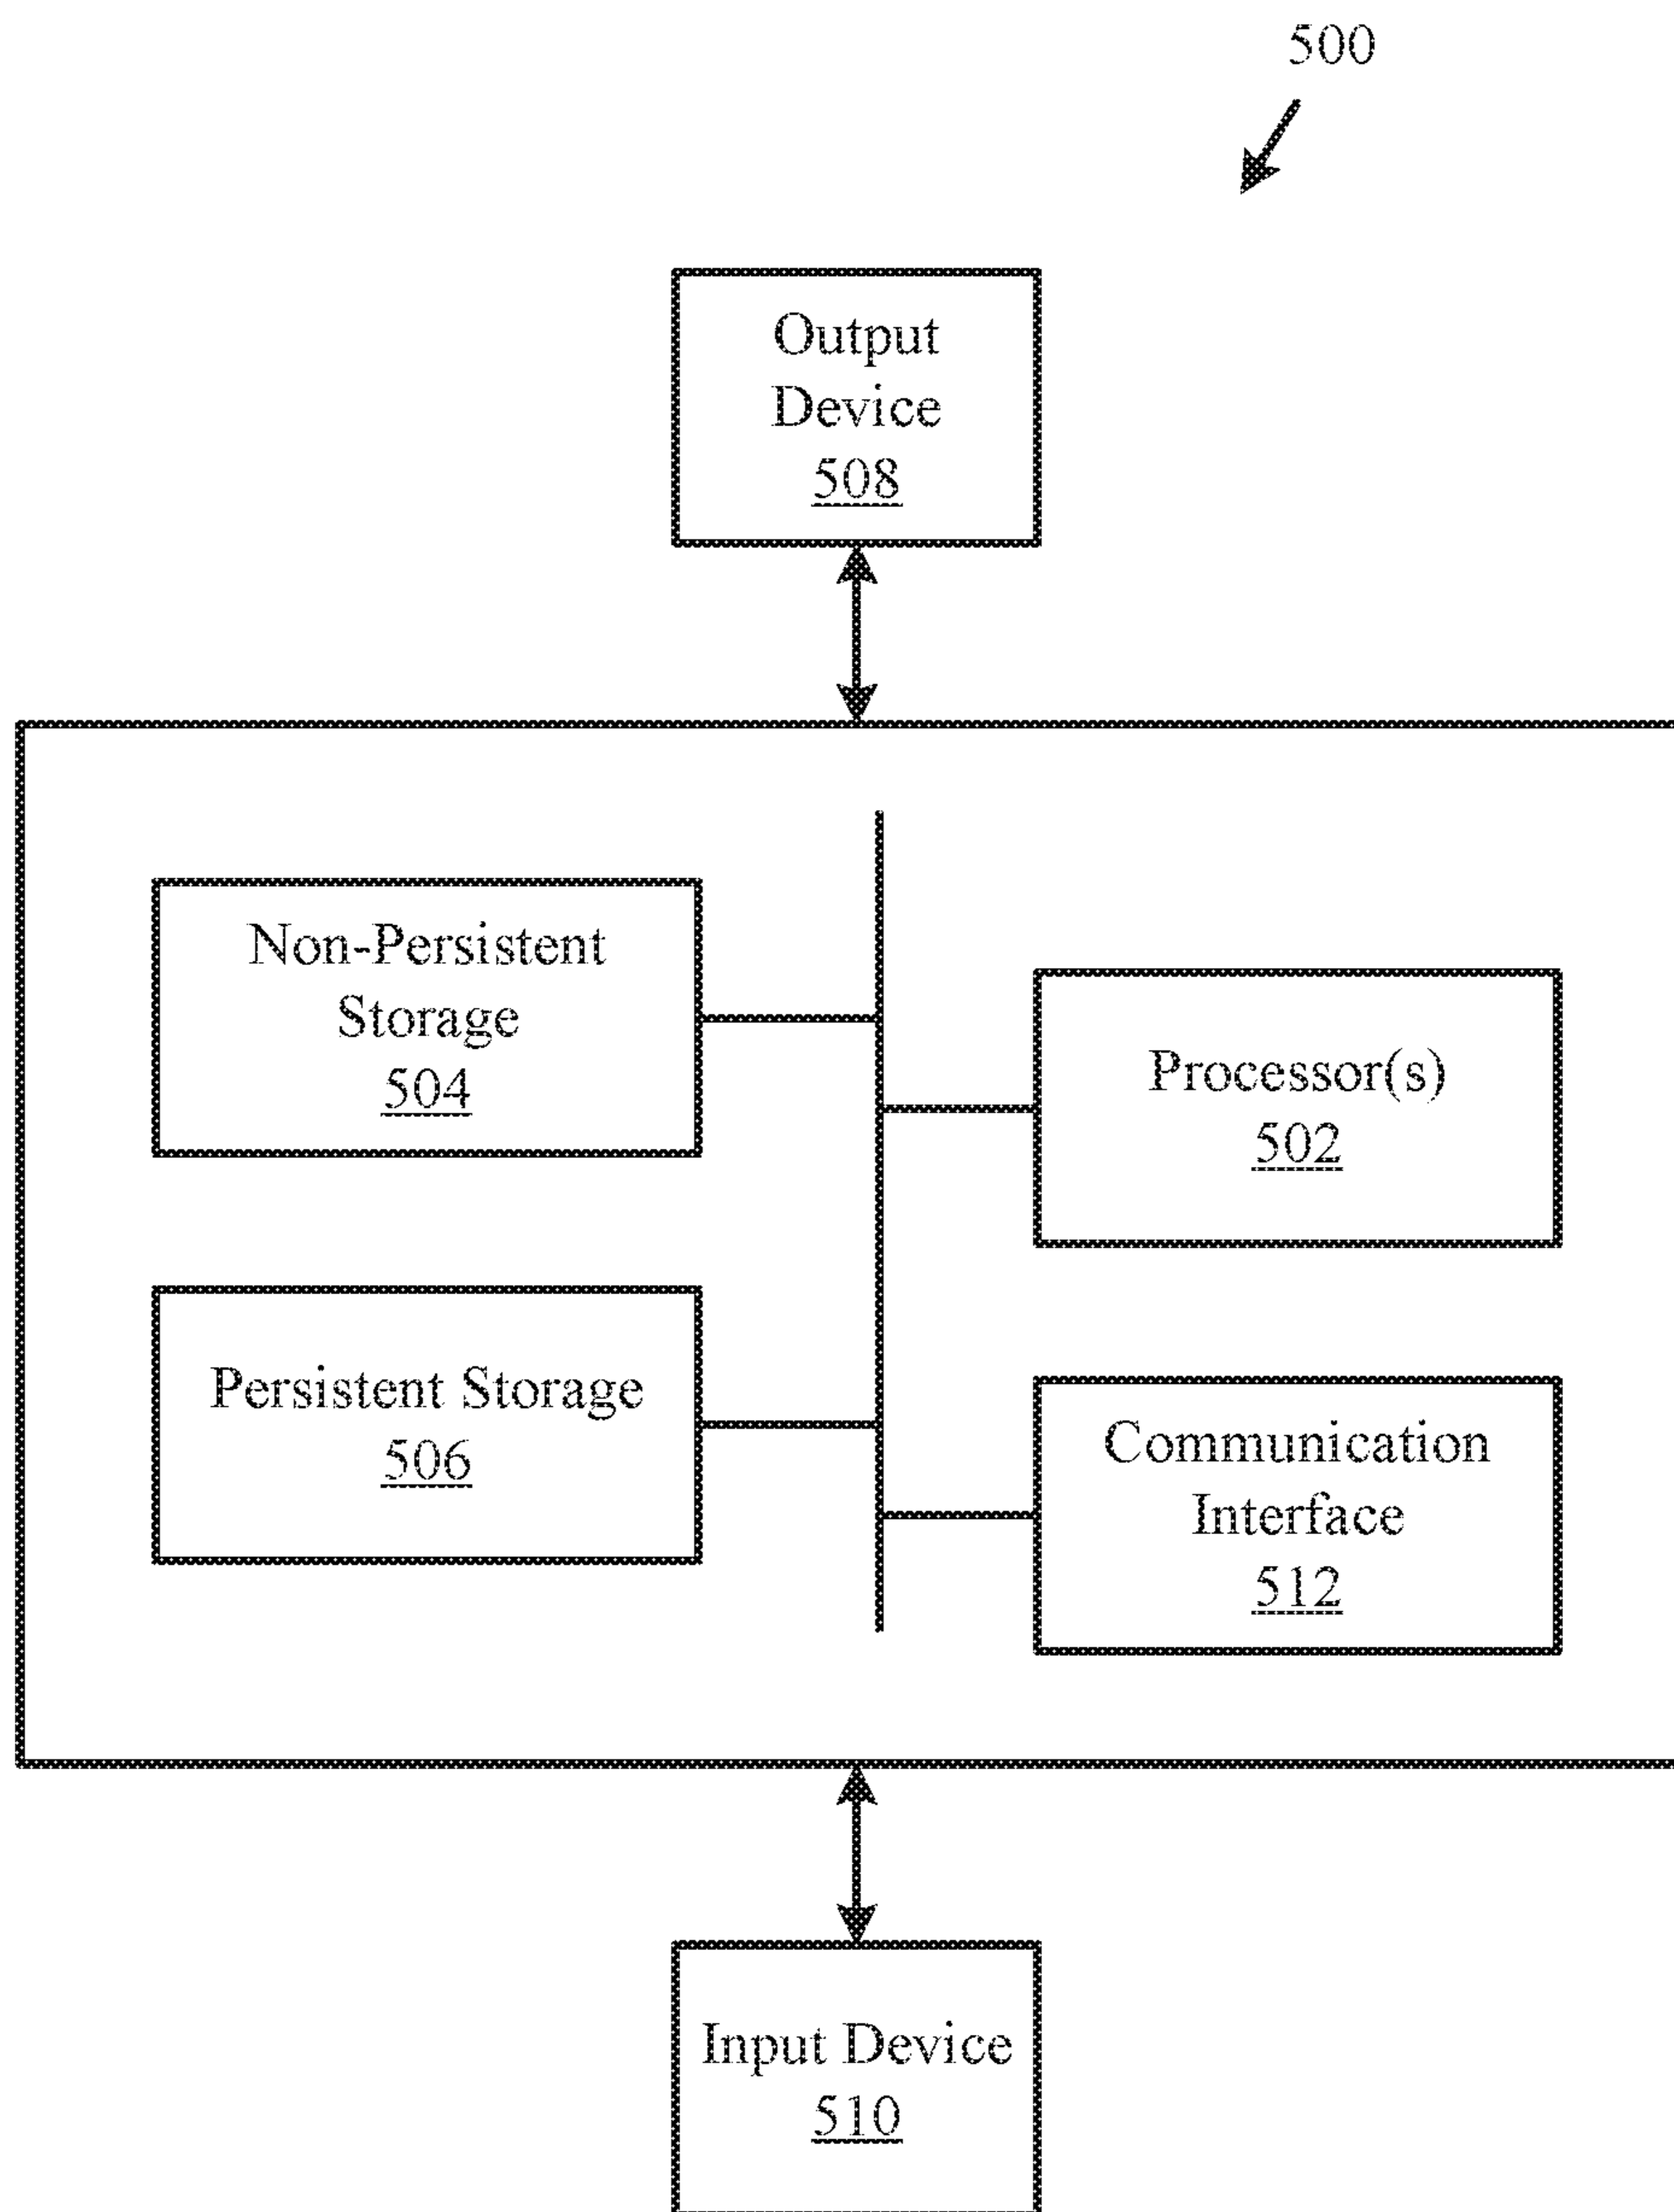 500
Output
Device
508
Non-Persistent
Storage
504
Processor(s)
502
Persistent Storage
506
Communication
Interface
512
Input Device
510